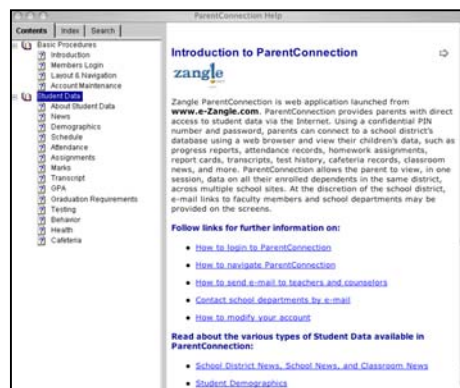 ParentConnection Help
Contents Index Search
Basic Procedures
Introduction
Members Login
Layout & Navigation
Account Maintenance
Student Data
About Student Data
News
Demographics
Schedule
Attendance
Assignments
Marks
Transcript
GPA
Graduation Requirements
Testing
Behavior
Health
Cafeteria
Introduction to ParentConnection
zangle
Zangle ParentConnection is web application launched from
www.e-Zangle.com. ParentConnection provides parents with direct
access to student data via the Internet. Using a confidential PIN
number and password, parents can connect to a school district's
database using a web browser and view their children's data, such as
progress reports, attendance records, homework assignments,
report cards, transcripts, test history, cafeteria records, classroom
news, and more. ParentConnection allows the parent to view, in one
session, data on all their enrolled dependents in the same district,
across multiple school sites. At the discretion of the school district,
e-mail links to faculty members and school departments may be
provided on the screens.
Follow links for further information on:
How to login to ParentConnection
How to navigate ParentConnection
How to send e-mail to teachers and counselors
Contact school departments by e-mail
How to modify your account
Read about the various types of Student Data available in
ParentConnection:
School District News, School News, and Classroom News
Student Demographics